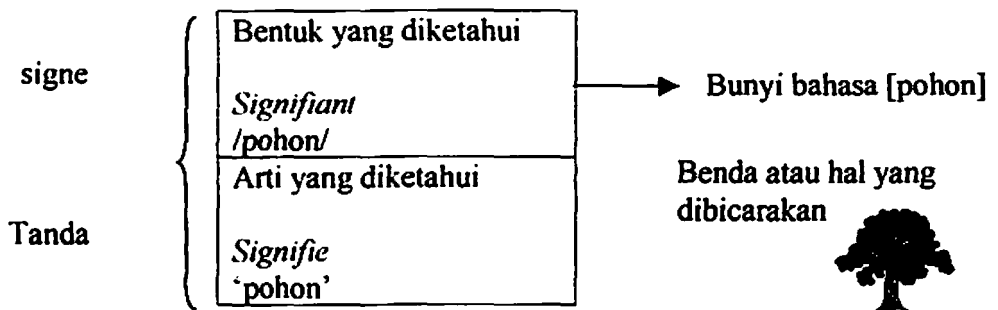 signe
Tanda
Bentuk yang diketahui
Signifiant
/pohon/
Arti yang diketahui
Signifie
‘pohon’
Bunyi bahasa [pohon]
Benda atau hal yang
dibicarakan